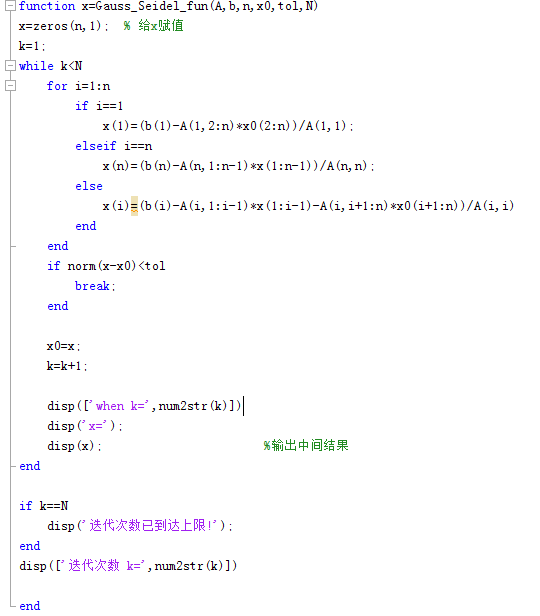 function x=Gauss_Seidel_fun(A,b,n,x0,tol,N)
x=zeros(n,1);  % 给x赋值
k=1;
while k<N
    for i=1:n
        if i==1
            x(1)=(b(1)-A(1,2:n)*x0(2:n))/A(1,1);
        elseif i==n
            x(n)=(b(n)-A(n,1:n-1)*x(1:n-1))/A(n,n);
        else
            x(i)=(b(i)-A(i,1:i-1)*x(1:i-1)-A(i,i+1:n)*x0(i+1:n))/A(i,i)
        end
    end
    if norm(x-x0)<tol
        break;
    end
    x0=x;
    k=k+1;
    disp(['when k=',num2str(k)])
    disp('x=');
    disp(x);                       %输出中间结果
end
if k==N
    disp('迭代次数已到达上限!');
end
disp(['迭代次数 k=',num2str(k)])
end